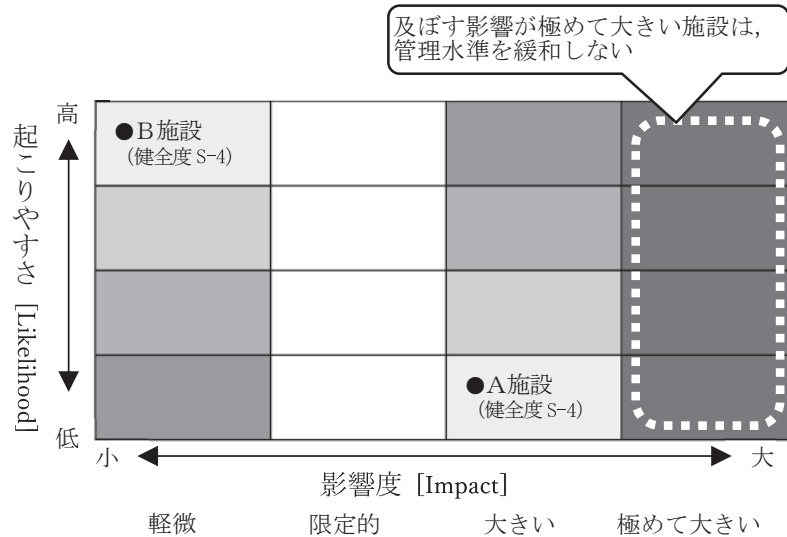 及ぼす影響が極めて大きい施設は,
管理水準を緩和しない
高
起こりやすさ [Likelihood]
●B施設
(健全度 S-4)
●A施設
(健全度 S-4)
低
小
大
影響度 [Impact]
軽微
限定的
大きい
極めて大きい